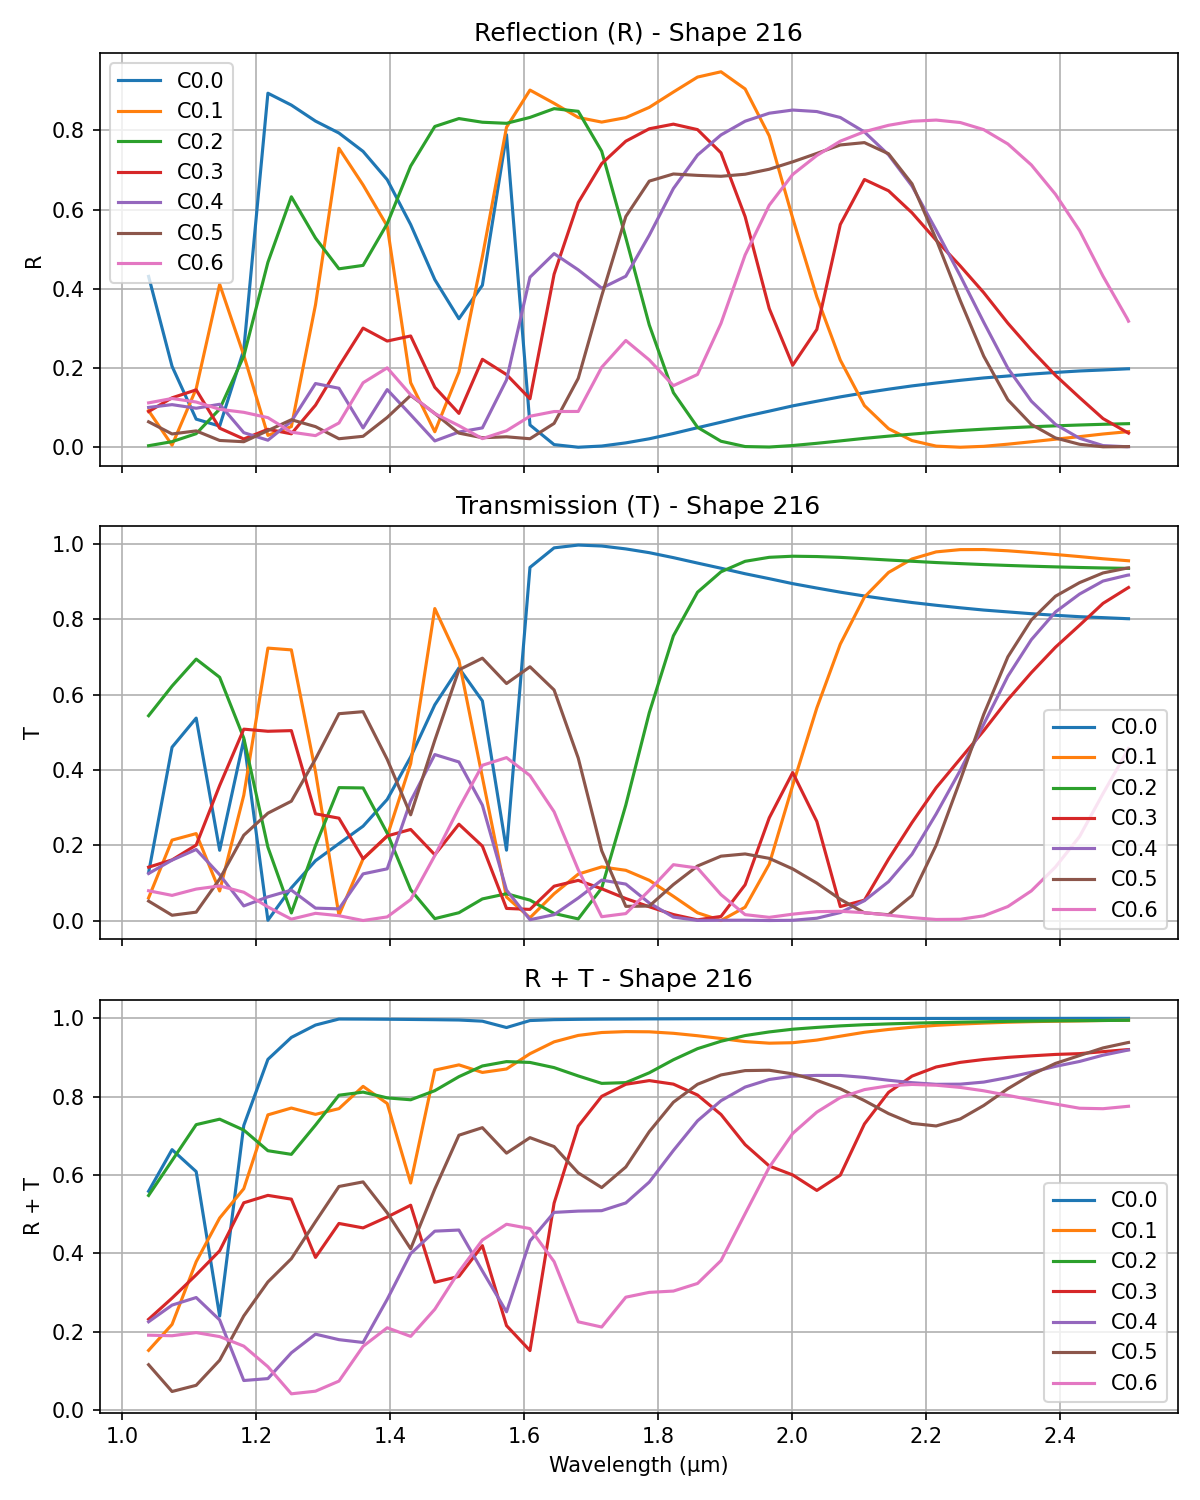 Reflection (R) - Shape 216
0.8
0.6
0.4
0.2
0.0
R
C0.0
C0.1
C0.2
C0.3
C0.4
C0.5
C0.6
Transmission (T) - Shape 216
1.0
0.8
0.6
0.4
0.2
0.0
T
C0.0
C0.1
C0.2
C0.3
C0.4
C0.5
C0.6
R + T - Shape 216
1.0
0.8
0.6
0.4
0.2
0.0
R + T
C0.0
C0.1
C0.2
C0.3
C0.4
C0.5
C0.6
1.0 1.2 1.4 1.6 1.8 2.0 2.2 2.4
Wavelength (μm)